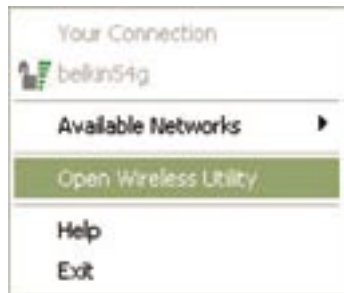 Your Connection
belkin54g
Available Networks
Open Wireless Utility
Help
Exit